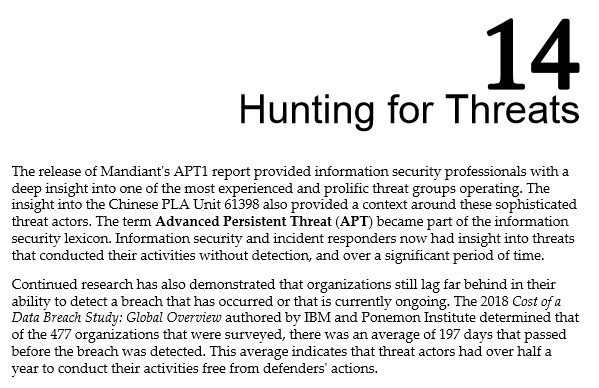 14
Hunting for Threats
The release of Mandiant's APT1 report provided information security professionals with a
deep insight into one of the most experienced and prolific threat groups operating. The
insight into the Chinese PLA Unit 61398 also provided a context around these sophisticated
threat actors. The term Advanced Persistent Threat (APT) became part of the information
security lexicon. Information security and incident responders now had insight into threats
that conducted their activities without detection, and over a significant period of time.
Continued research has also demonstrated that organizations still lag far behind in their
ability to detect a breach that has occurred or that is currently ongoing. The 2018 Cost of a
Data Breach Study: Global Overview authored by IBM and Ponemon Institute determined that
of the 477 organizations that were surveyed, there was an average of 197 days that passed
before the breach was detected. This average indicates that threat actors had over half a
year to conduct their activities free from defenders' actions.